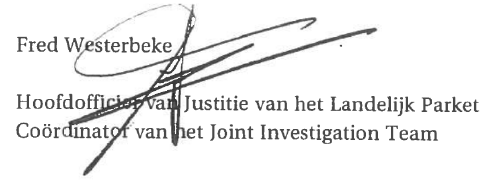 Fred Westerbeke
Hoofdofficier van Justitie van het Landelijk Parket
Coördinator van het Joint Investigation Team